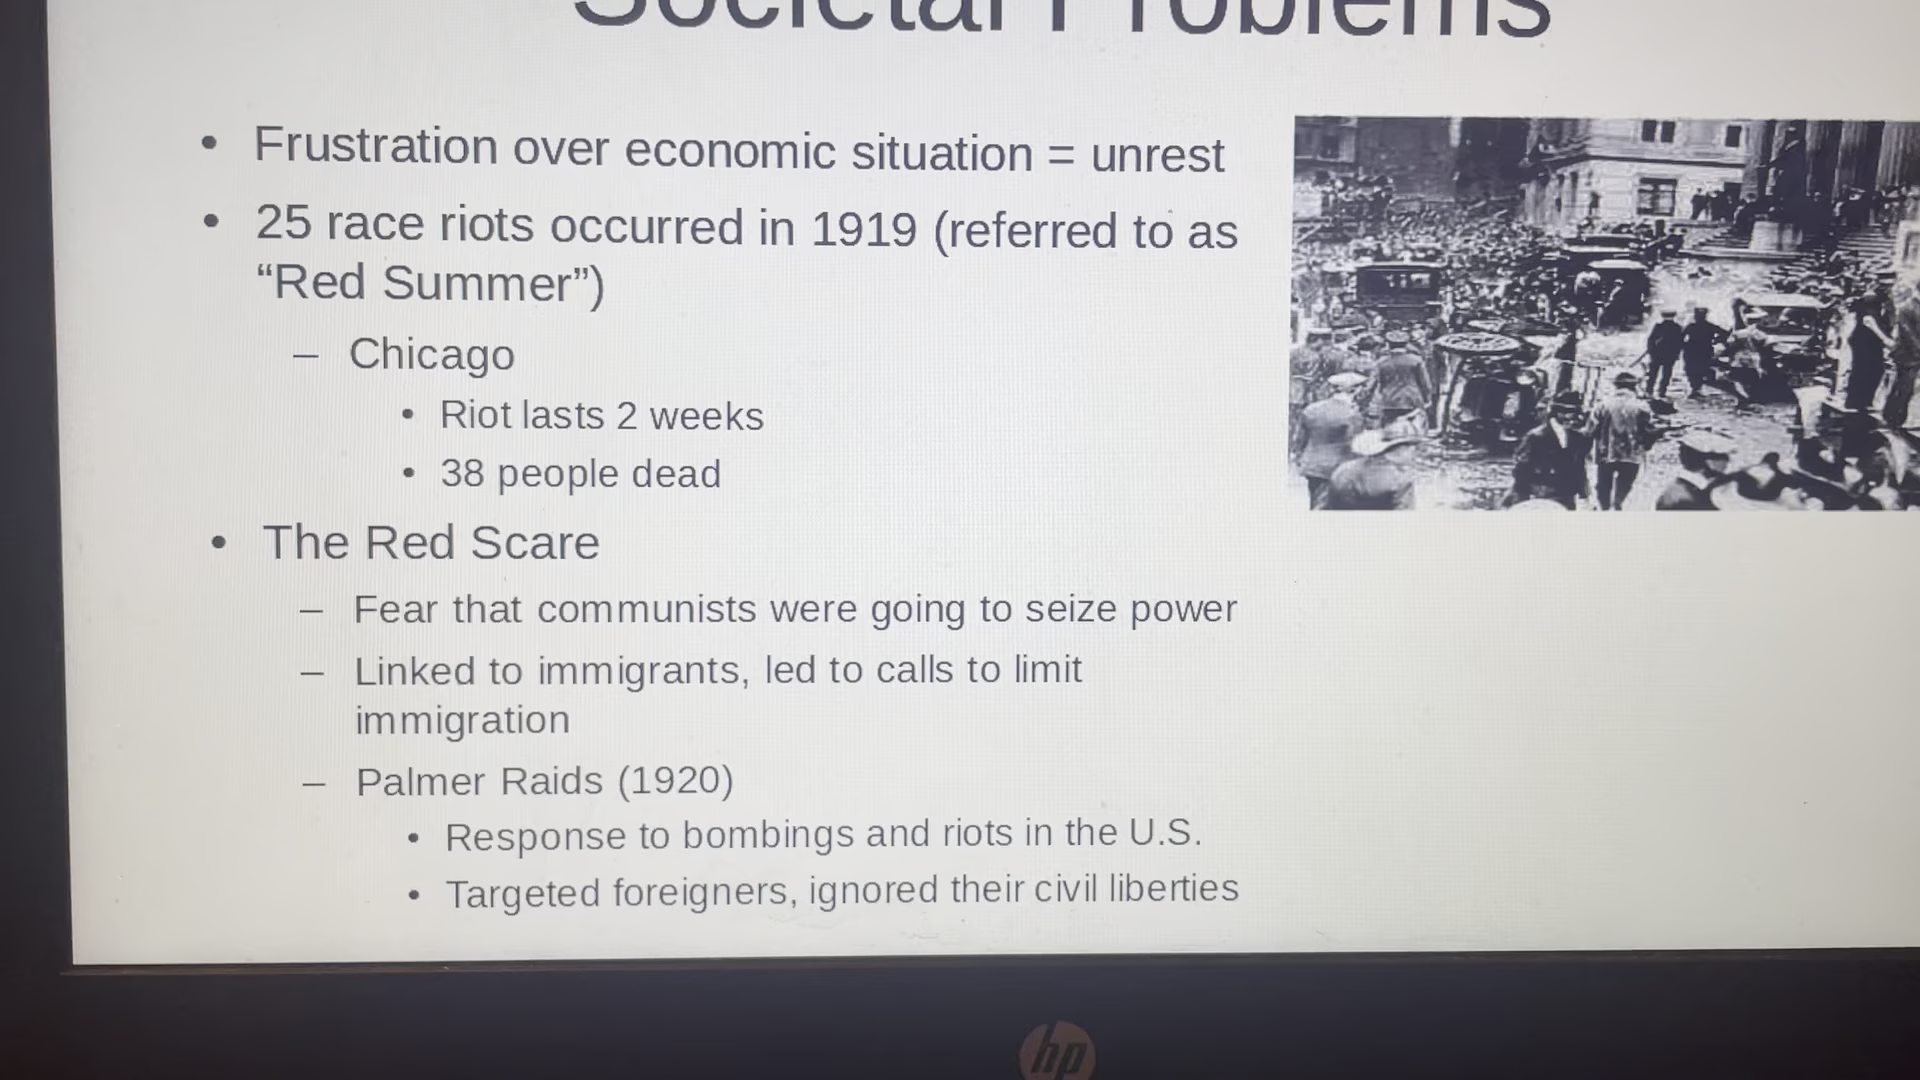 Societal Problems
• Frustration over economic situation = unrest
• 25 race riots occurred in 1919 (referred to as
“Red Summer”)
– Chicago
• Riot lasts 2 weeks
• 38 people dead
• The Red Scare
– Fear that communists were going to seize power
– Linked to immigrants, led to calls to limit
immigration
– Palmer Raids (1920)
• Response to bombings and riots in the U.S.
• Targeted foreigners, ignored their civil liberties
hp